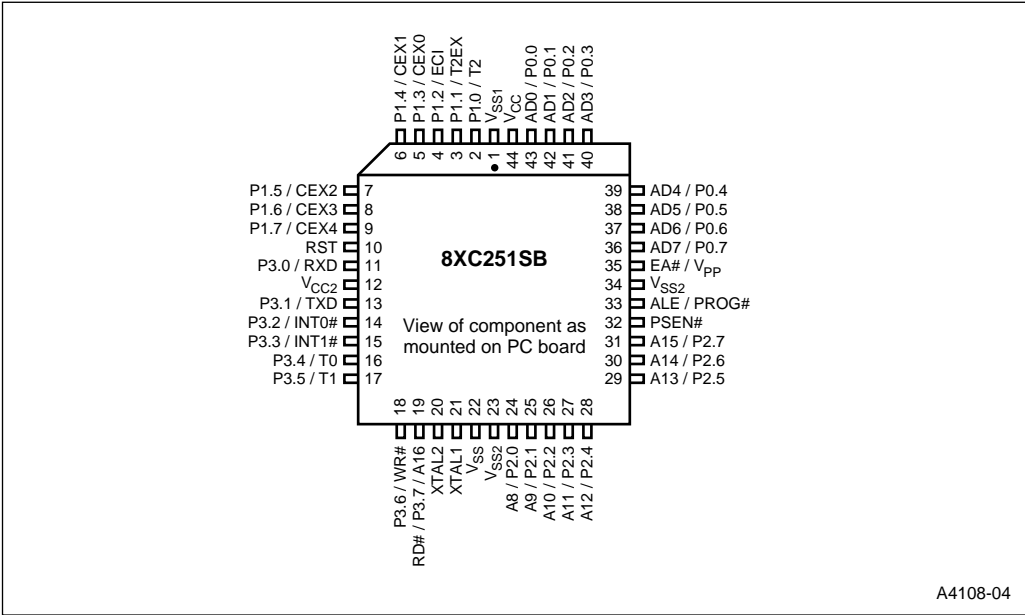 P1.4 / CEX1
P1.3 / CEX0
P1.2 / ECI
P1.1 / T2EX
P1.0 / T2
VSS1
VCC
AD0 / P0.0
AD1 / P0.1
AD2 / P0.2
AD3 / P0.3
6
5
4
3
2
1
44
43
42
41
40
P1.5 / CEX2 7
P1.6 / CEX3 8
P1.7 / CEX4 9
RST 10
P3.0 / RXD 11
VCC2 12
P3.1 / TXD 13
P3.2 / INT0# 14
P3.3 / INT1# 15
P3.4 / T0 16
P3.5 / T1 17
8XC251SB
View of component as
mounted on PC board
39 AD4 / P0.4
38 AD5 / P0.5
37 AD6 / P0.6
36 AD7 / P0.7
35 EA# / VPP
34 VSS2
33 ALE / PROG#
32 PSEN#
31 A15 / P2.7
30 A14 / P2.6
29 A13 / P2.5
18
19
20
21
22
23
24
25
26
27
28
P3.6 / WR#
RD# / P3.7 / A16
XTAL2
XTAL1
VSS
VSS2
A8 / P2.0
A9 / P2.1
A10 / P2.2
A11 / P2.3
A12 / P2.4
A4108-04